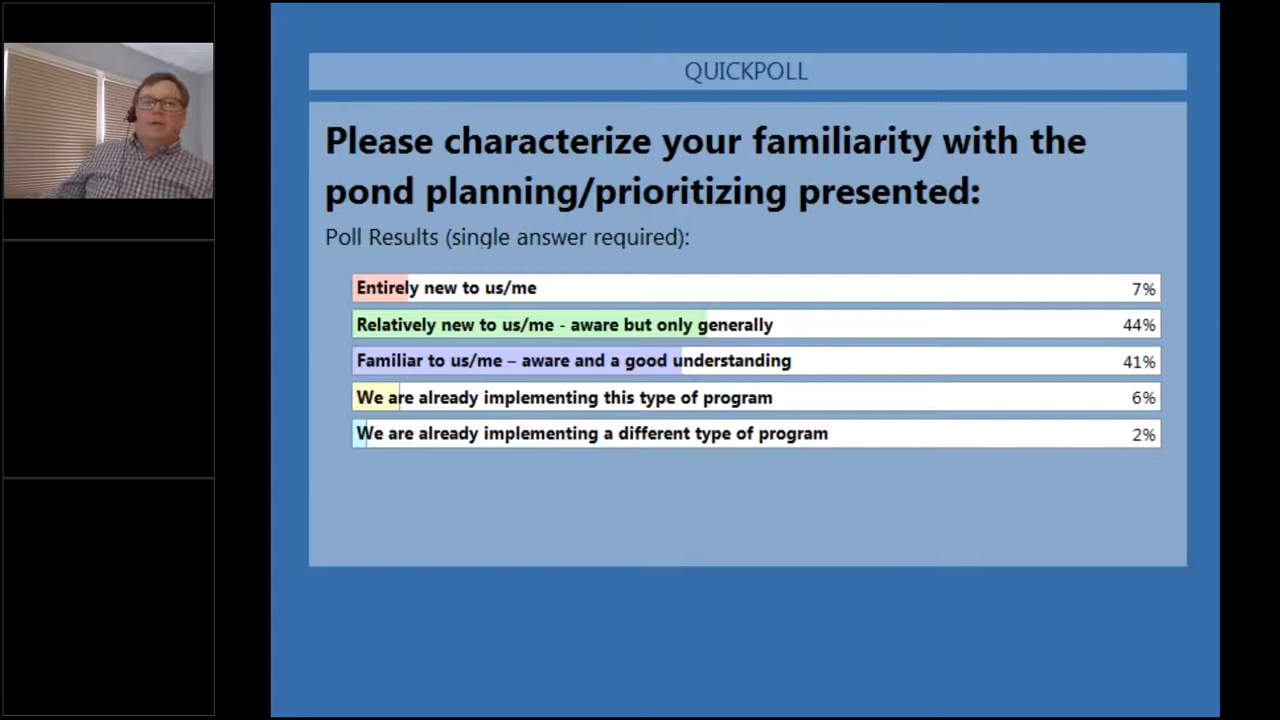 QUICKPOLL
Please characterize your familiarity with the
pond planning/prioritizing presented:
Poll Results (single answer required):
Entirely new to us/me 7%
Relatively new to us/me - aware but only generally 44%
Familiar to us/me – aware and a good understanding 41%
We are already implementing this type of program 6%
We are already implementing a different type of program 2%